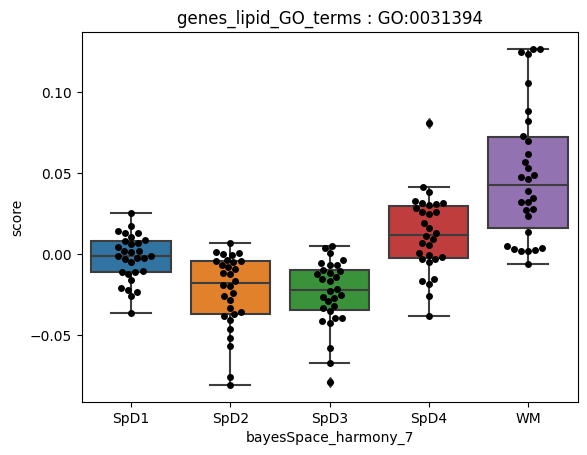 genes_lipid_GO_terms : GO:0031394
score
0.10
0.05
0.00
−0.05
SpD1 SpD2 SpD3 SpD4 WM
bayesSpace_harmony_7